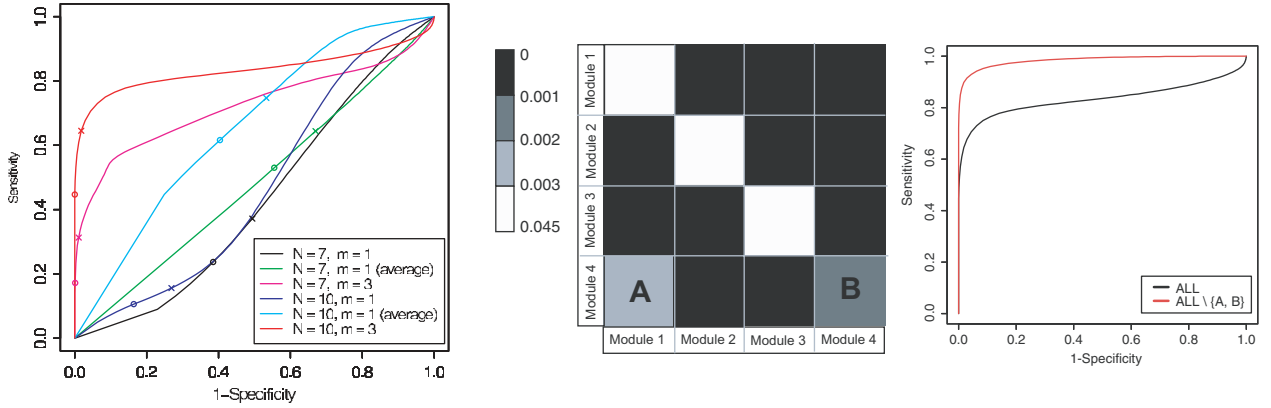 1.0
0.8
0.6
0.4
0.2
0.0
Sensitivity
N = 7, m = 1
N = 7, m = 1 (average)
N = 7, m = 3
N = 10, m = 1
N = 10, m = 1 (average)
N = 10, m = 3
0.0 0.2 0.4 0.6 0.8 1.0
1−Specificity
0
0.001
0.002
0.003
0.045
Module 1
Module 2
Module 3
Module 4
A
B
Module 1 Module 2 Module 3 Module 4
1.0
0.8
0.6
0.4
0.2
0.0
Sensitivity
ALL
ALL \ {A, B}
0.0 0.2 0.4 0.6 0.8 1.0
1-Specificity